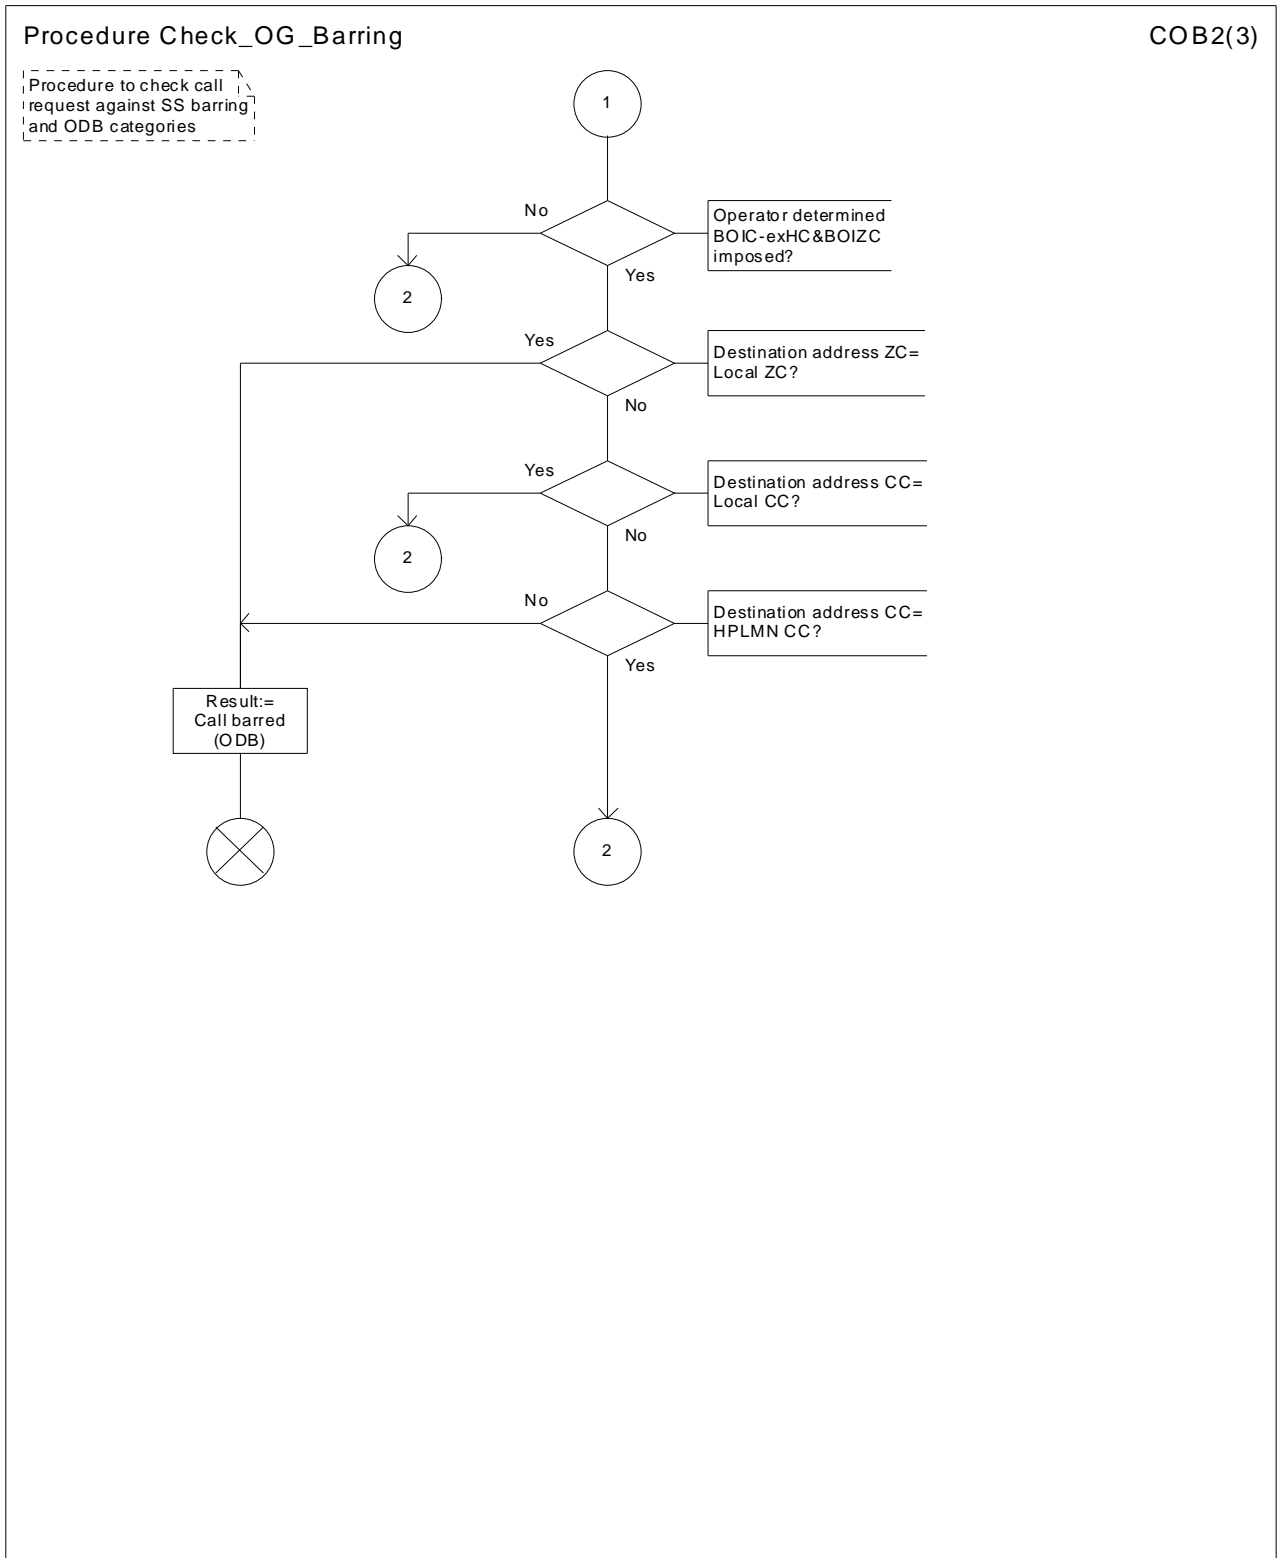 Procedure Check_OG_Barring
COB2(3)
Procedure to check call
request against SS barring
and ODB categories
1
No
Operator determined
BOIC-exHC&BOIZC
imposed?
Yes
2
Yes
Destination address ZC=
Local ZC?
No
Yes
Destination address CC=
Local CC?
No
2
No
Destination address CC=
HPLMN CC?
Yes
Result:=
Call barred
(ODB)
2